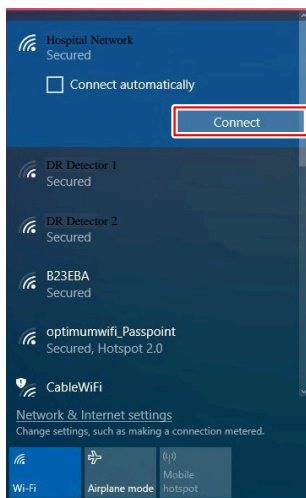 Hospital Network
Secured
Connect automatically
Connect
DR Detector 1
Secured
DR Detector 2
Secured
B23EBA
Secured
optimumwifi_Passpoint
Secured, Hotspot 2.0
CableWiFi
Network & Internet settings
Change settings, such as making a connection metered.
Wi-Fi
Airplane mode
Mobile
hotspot